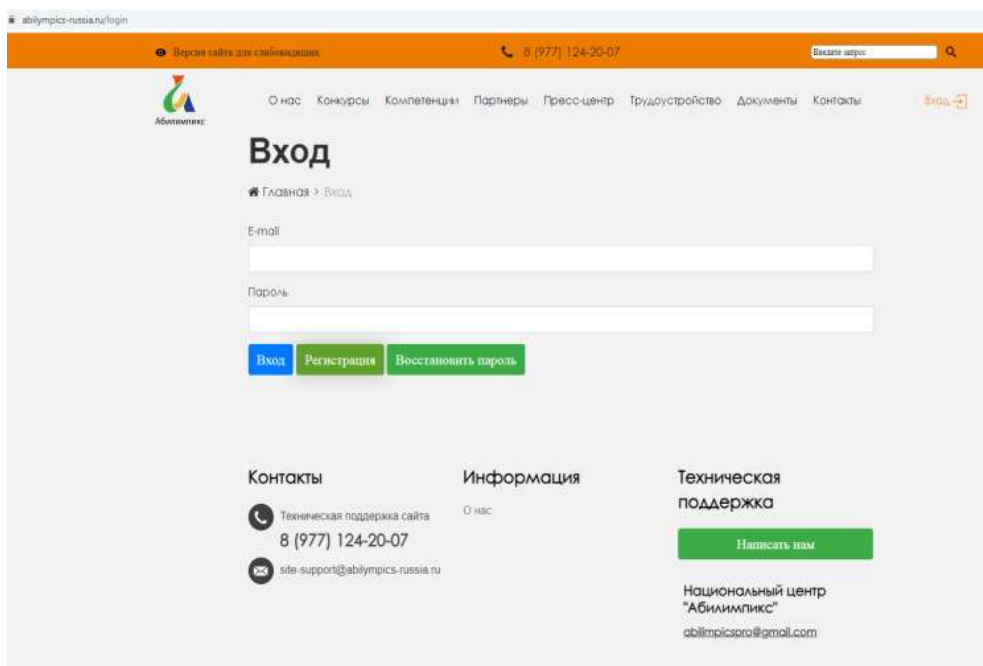 abilympics-russia.ru/login
Версия сайта для слабовидящих
8 (977) 124-20-07
Введите запрос
Абилимпикс
О нас Конкурсы Компетенции Партнеры Пресс-центр Трудоустройство Документы Контакты Вход
Вход
Главная > Вход
E-mail
Пароль
Вход Регистрация Восстановить пароль
Контакты
Техническая поддержка сайта
8 (977) 124-20-07
site-support@abilympics-russia.ru
Информация
О нас
Техническая
поддержка
Написать нам
Национальный центр
"Абилимпикс"
abilimpicspro@gmail.com